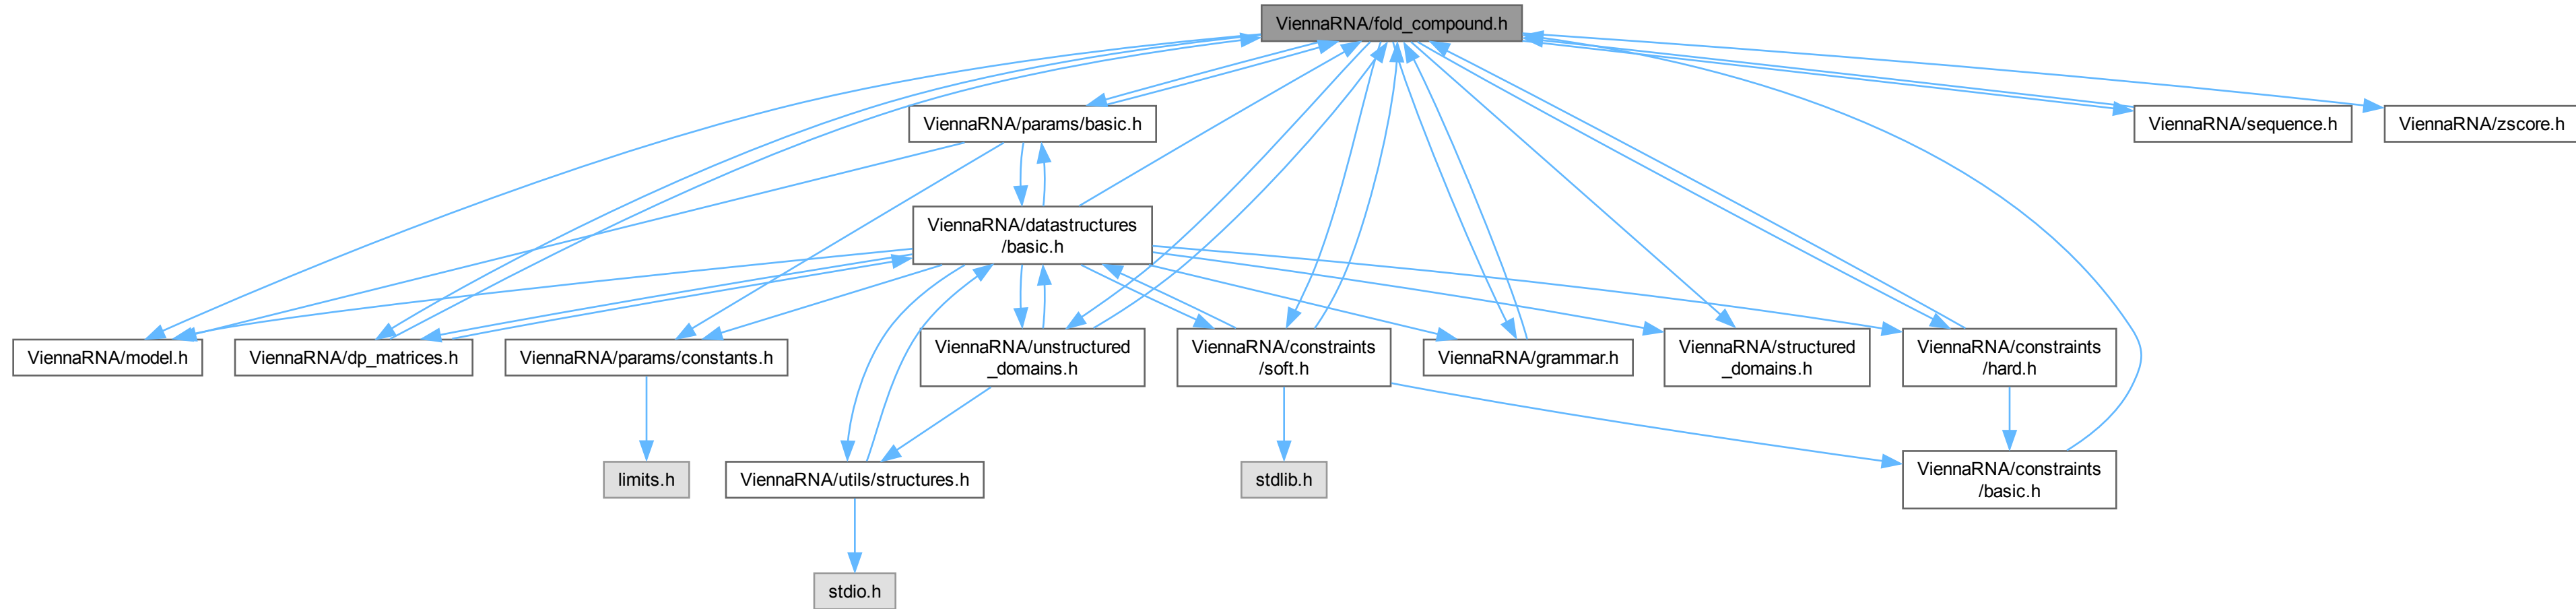 ViennaRNA/fold_compound.h
ViennaRNA/params/basic.h
ViennaRNA/sequence.h
ViennaRNA/zscore.h
ViennaRNA/datastructures
/basic.h
ViennaRNA/model.h
ViennaRNA/dp_matrices.h
ViennaRNA/params/constants.h
ViennaRNA/unstructured
_domains.h
ViennaRNA/constraints
/soft.h
ViennaRNA/grammar.h
ViennaRNA/structured
_domains.h
ViennaRNA/constraints
/hard.h
limits.h
ViennaRNA/utils/structures.h
stdlib.h
ViennaRNA/constraints
/basic.h
stdio.h